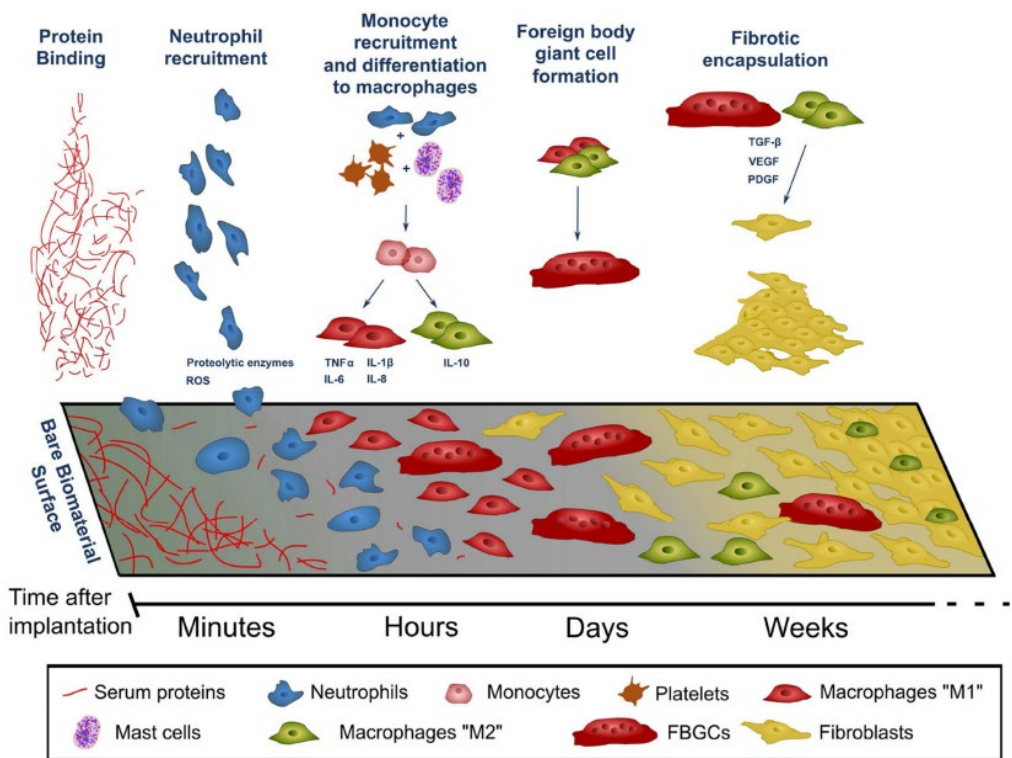 Protein
Binding
Neutrophil
recruitment
Monocyte
recruitment
and differentiation
to macrophages
Foreign body
giant cell
formation
Fibrotic
encapsulation
+
+
TGF-β
VEGF
PDGF
Proteolytic enzymes
ROS
TNFα IL-1β
IL-6 IL-8
IL-10
Bare Biomaterial
Surface
Time after
implantation
Minutes
Hours
Days
Weeks
Serum proteins
Neutrophils
Monocytes
Platelets
Macrophages "M1"
Mast cells
Macrophages "M2"
FBGCs
Fibroblasts